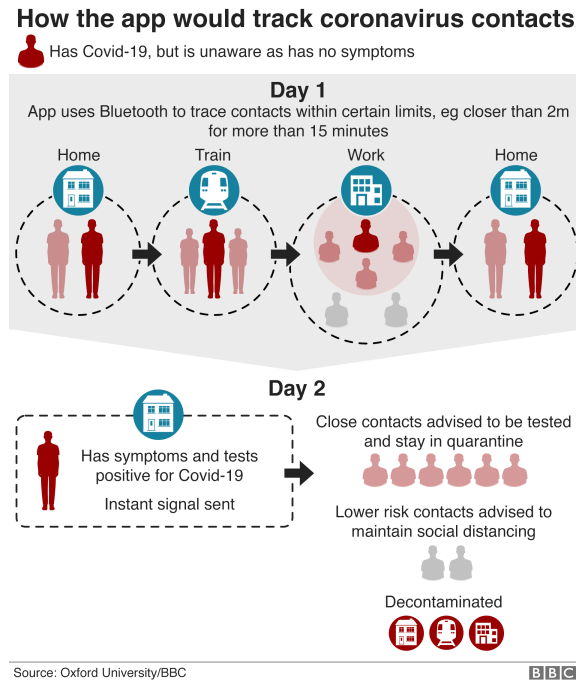 How the app would track coronavirus contacts
Has Covid-19, but is unaware as has no symptoms
Day 1
App uses Bluetooth to trace contacts within certain limits, eg closer than 2m
for more than 15 minutes
Home
Train
Work
Home
Day 2
Has symptoms and tests
positive for Covid-19
Instant signal sent
Close contacts advised to be tested
and stay in quarantine
Lower risk contacts advised to
maintain social distancing
Decontaminated
Source: Oxford University/BBC
BBC